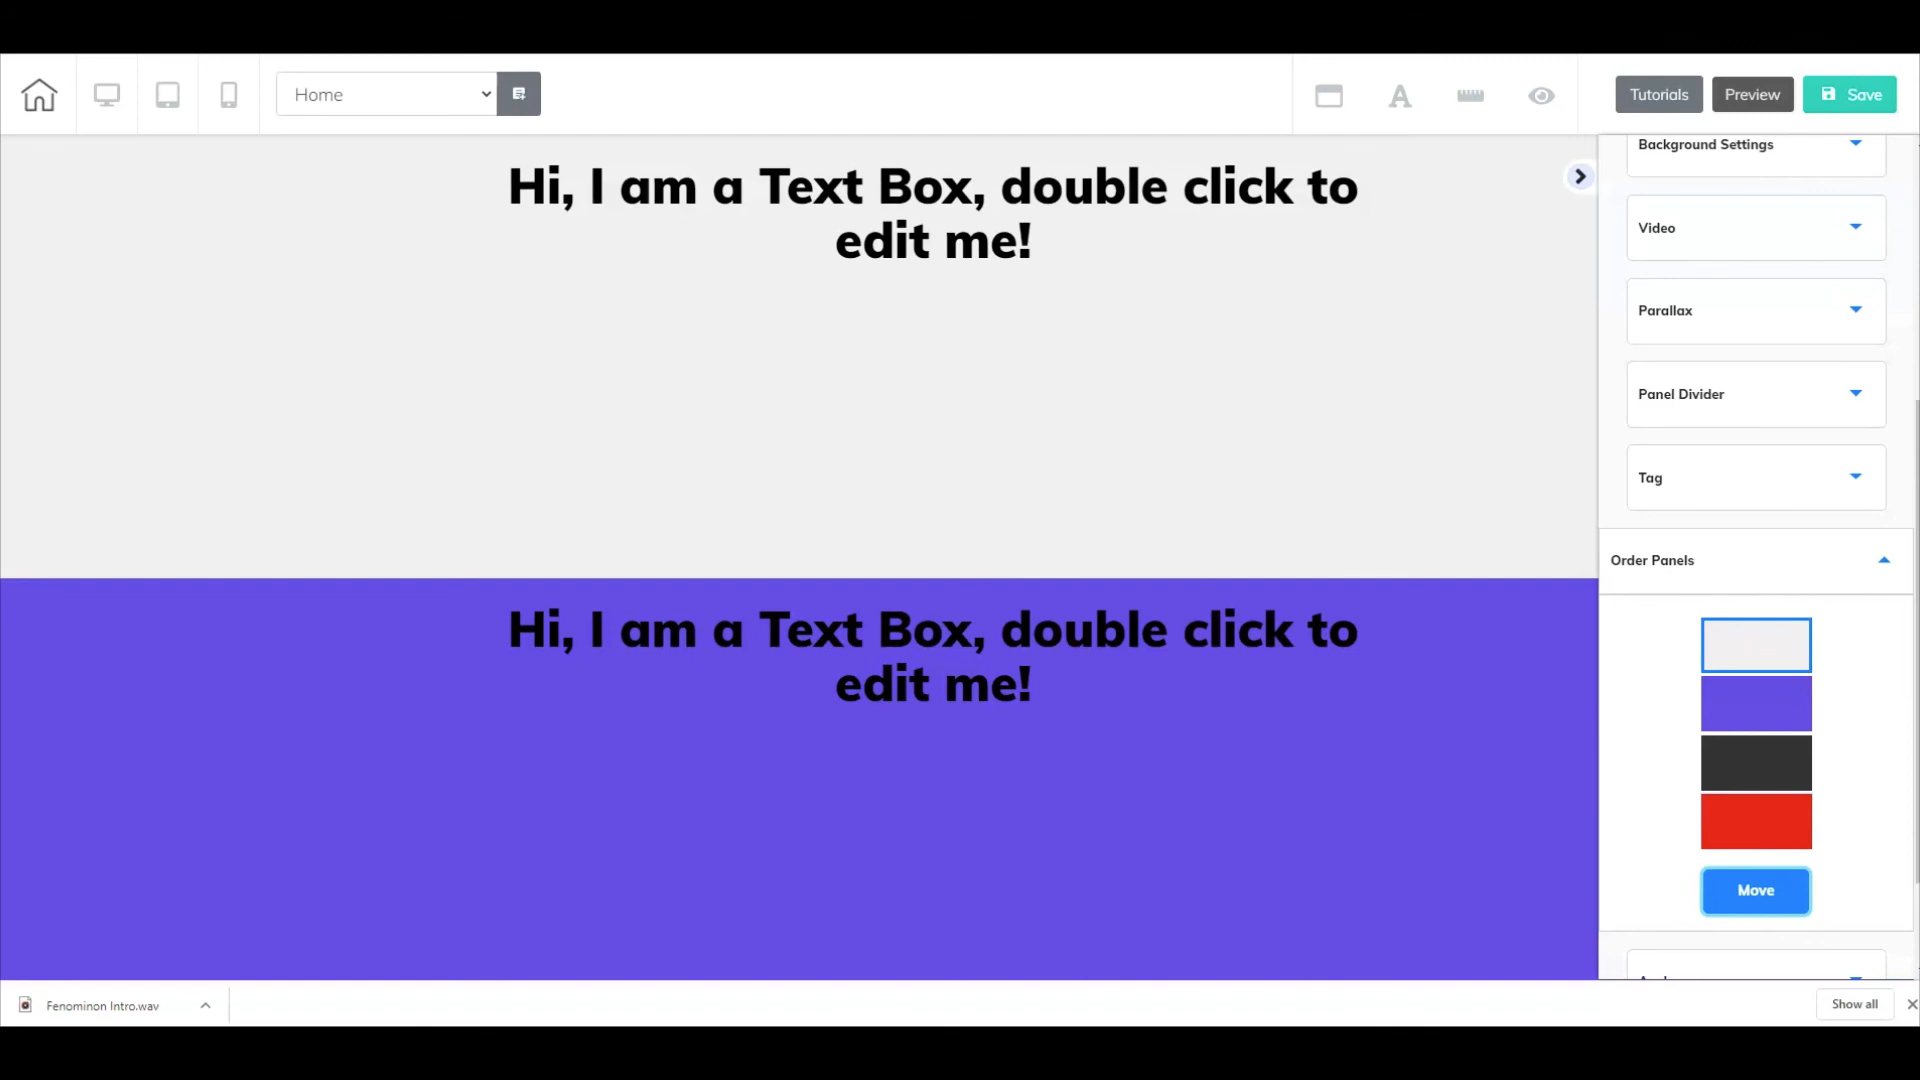 Home
Tutorials
Preview
Save
Hi, I am a Text Box, double click to
edit me!
Hi, I am a Text Box, double click to
edit me!
Background Settings
Video
Parallax
Panel Divider
Tag
Order Panels
Move
Fenominon Intro.wav
Show all